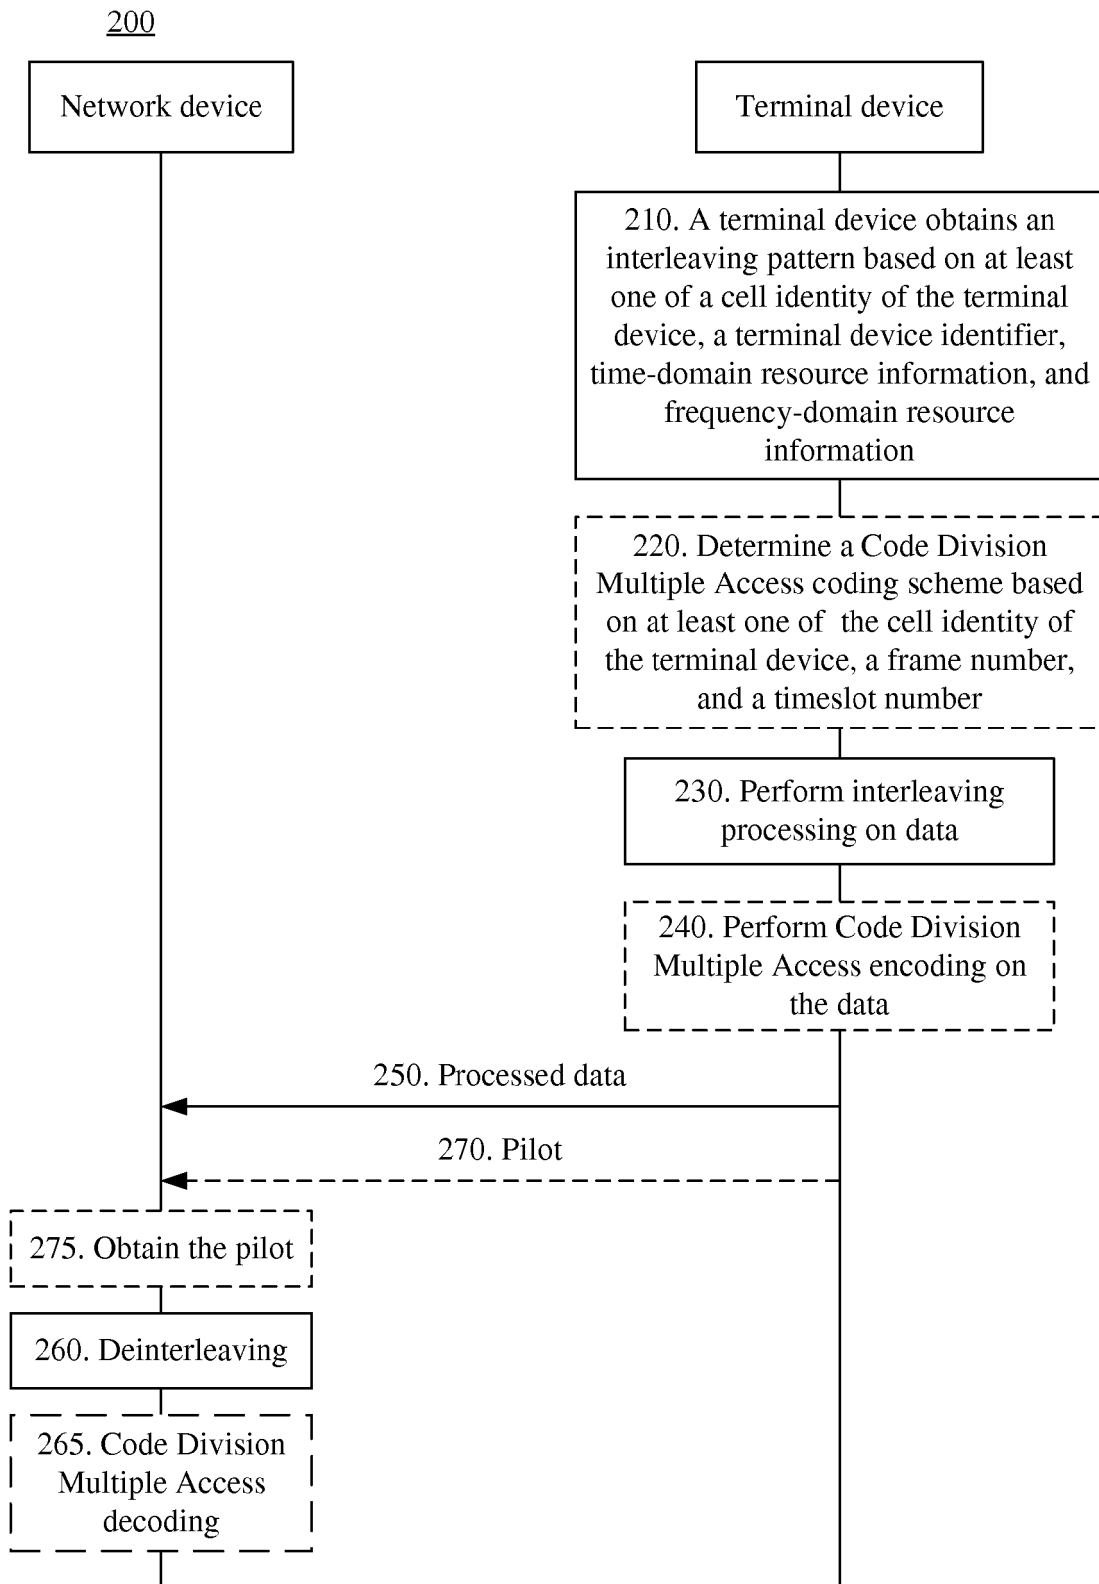 200
Network device
Terminal device
210. A terminal device obtains an
interleaving pattern based on at least
one of a cell identity of the terminal
device, a terminal device identifier,
time-domain resource information, and
frequency-domain resource
information
220. Determine a Code Division
Multiple Access coding scheme based
on at least one of the cell identity of
the terminal device, a frame number,
and a timeslot number
230. Perform interleaving
processing on data
240. Perform Code Division
Multiple Access encoding on
the data
250. Processed data
270. Pilot
275. Obtain the pilot
260. Deinterleaving
265. Code Division
Multiple Access
decoding